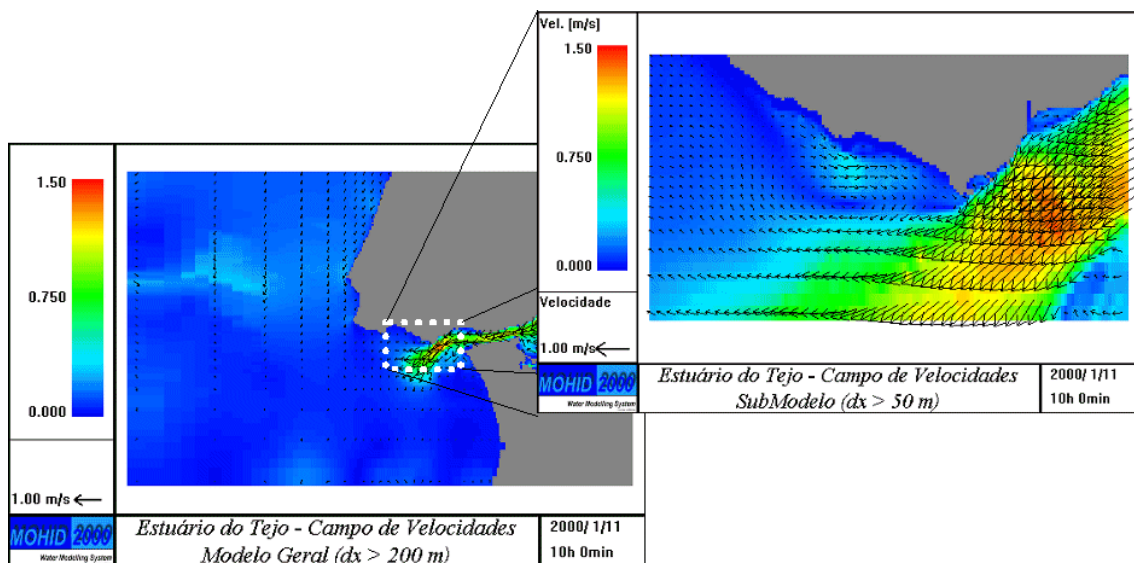 Vel. [m/s]
1.50
0.750
0.000
Velocidade
1.00 m/s
MOHID 2000
Water Modelling System
Estuário do Tejo - Campo de Velocidades
SubModelo (dx > 50 m)
2000/ 1/11
10h 0min
1.50
0.750
0.000
1.00 m/s
MOHID 2000
Water Modelling System
Estuário do Tejo - Campo de Velocidades
Modelo Geral (dx > 200 m)
2000/ 1/11
10h 0min